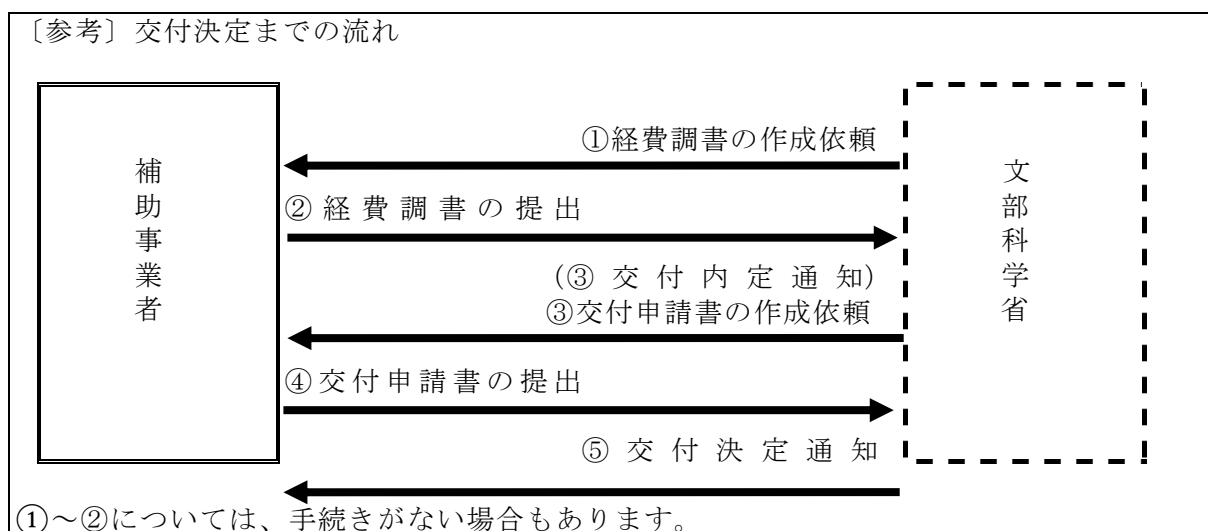 〔参考〕交付決定までの流れ
補助事業者
①経費調書の作成依頼
②経費調書の提出
(③交付内定通知)
③交付申請書の作成依頼
④交付申請書の提出
⑤交付決定通知
文部科学省
①～②については、手続きがない場合もあります。